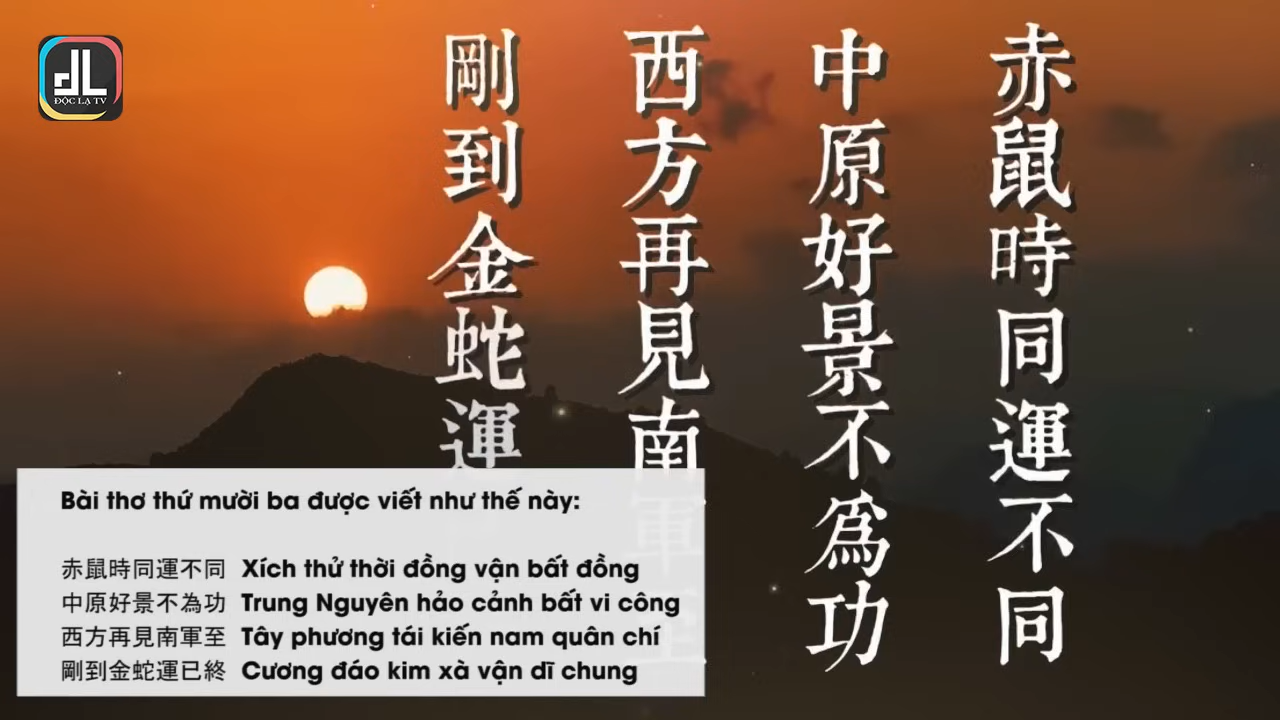 ĐỘC LẠ TV
赤鼠時同運不同
中原好景不為功
西方再見南軍至
剛到金蛇運
Bài thơ thứ mười ba được viết như thế này:
赤鼠時同運不同 Xích thử thời đồng vận bất đồng
中原好景不為功 Trung Nguyên hảo cảnh bất vi công
西方再見南軍至 Tây phương tái kiến nam quân chí
剛到金蛇運已終 Cương đáo kim xà vận dĩ chung